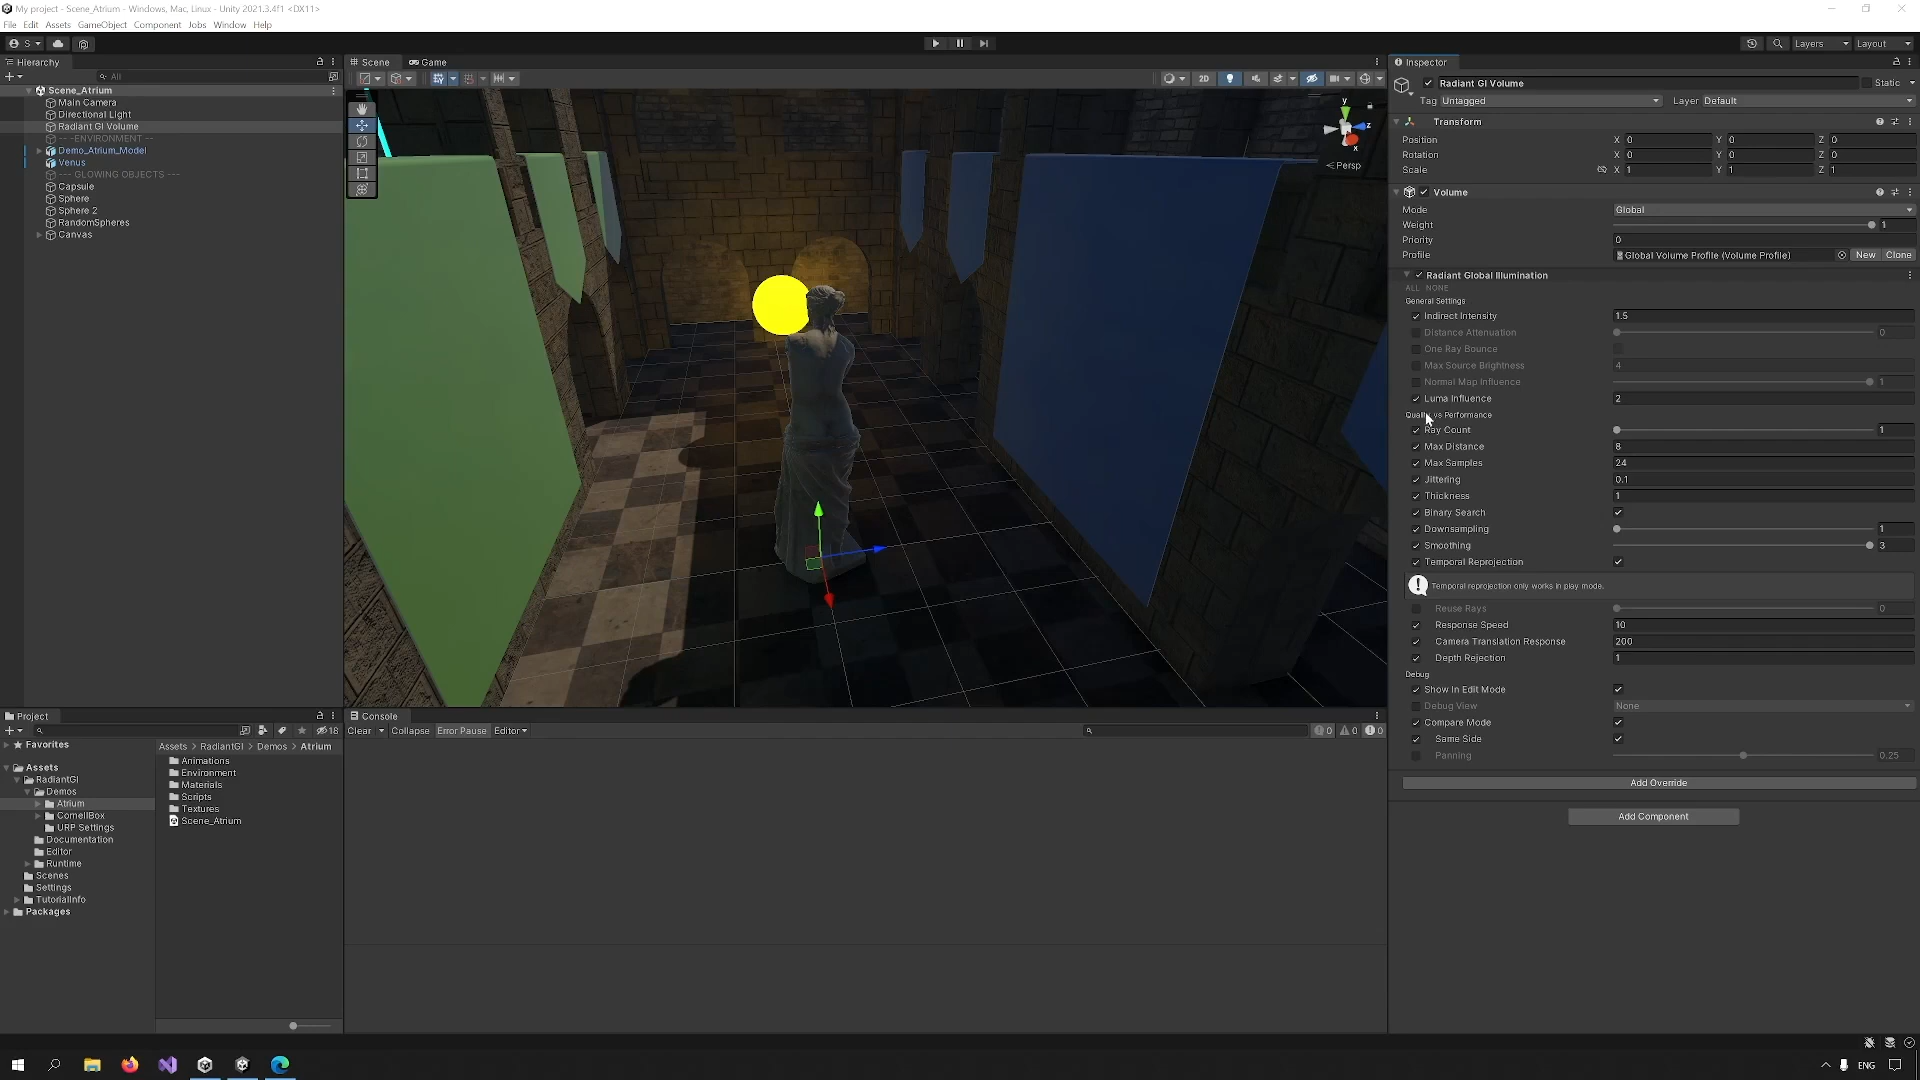 My project - Scene_Atrium - Windows, Mac, Linux - Unity 2021.3.4f1 <DX11>
File Edit Assets GameObject Component Jobs Window Help
S
Layers
Layout
Hierarchy
All
Scene_Atrium
Main Camera
Directional Light
Radiant GI Volume
-- -ENVIRONMENT --
Demo_Atrium_Model
Venus
--- GLOWING OBJECTS ---
Capsule
Sphere
Sphere 2
RandomSpheres
Canvas
Scene
Game
2D
y
z
x
Persp
Inspector
Radiant GI Volume
Static
Tag Untagged
Layer Default
Transform
Position X 0 Y 0 Z 0
Rotation X 0 Y 0 Z 0
Scale X 1 Y 1 Z 1
Volume
Mode Global
Weight 1
Priority 0
Profile Global Volume Profile (Volume Profile) New Clone
Radiant Global Illumination
ALL NONE
General Settings
Indirect Intensity 1.5
Distance Attenuation 0
One Ray Bounce
Max Source Brightness 4
Normal Map Influence 1
Luma Influence 2
Quality vs Performance
Ray Count 1
Max Distance 8
Max Samples 24
Jittering 0.1
Thickness 1
Binary Search
Downsampling 1
Smoothing 3
Temporal Reprojection
Temporal reprojection only works in play mode.
Reuse Rays 0
Response Speed 10
Camera Translation Response 200
Depth Rejection 1
Debug
Show In Edit Mode
Debug View None
Compare Mode
Same Side
Panning 0.25
Add Override
Add Component
Project
18
Favorites
Assets
RadiantGI
Demos
Atrium
CornellBox
URP Settings
Documentation
Editor
Runtime
Scenes
Settings
TutorialInfo
Packages
Assets > RadiantGI > Demos > Atrium
Animations
Environment
Materials
Scripts
Textures
Scene_Atrium
Console
Clear Collapse Error Pause Editor
0 0 0
ENG